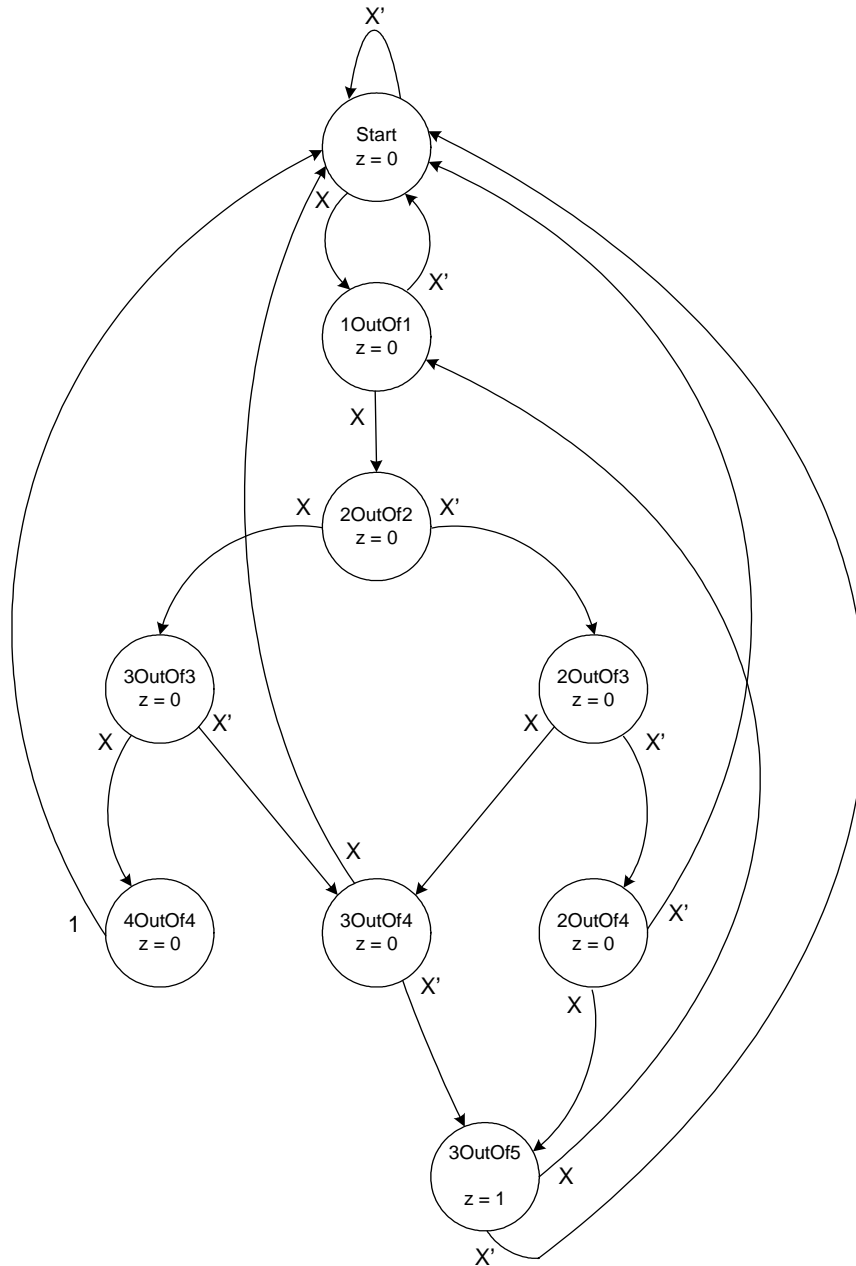 X’
Start
z = 0
X
X’
1OutOf1
z = 0
X
X
2OutOf2
z = 0
X’
3OutOf3
z = 0
2OutOf3
z = 0
X
X’
X
X’
X
4OutOf4
z = 0
1
3OutOf4
z = 0
2OutOf4
z = 0
X’
X’
X
3OutOf5
z = 1
X
X’